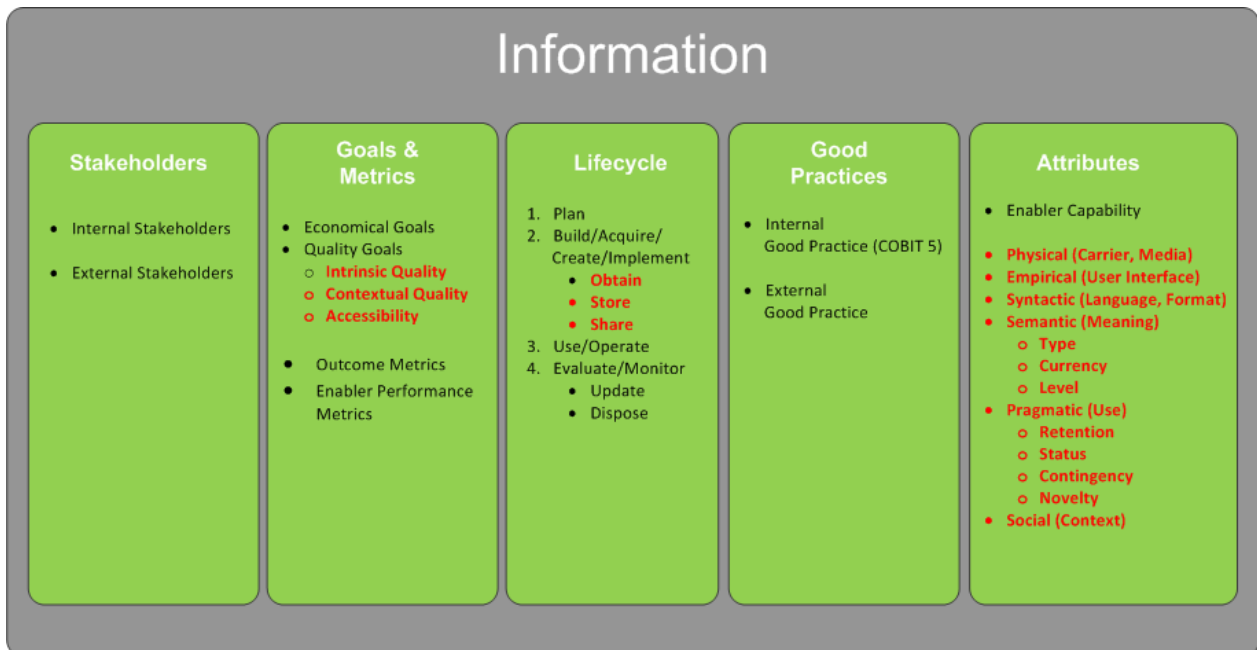 Information
Stakeholders
• Internal Stakeholders
• External Stakeholders
Goals &
Metrics
• Economical Goals
• Quality Goals
o Intrinsic Quality
o Contextual Quality
o Accessibility
• Outcome Metrics
• Enabler Performance
Metrics
Lifecycle
1. Plan
2. Build/Acquire/
Create/Implement
• Obtain
• Store
• Share
3. Use/Operate
4. Evaluate/Monitor
• Update
• Dispose
Good
Practices
• Internal
Good Practice (COBIT 5)
• External
Good Practice
Attributes
• Enabler Capability
• Physical (Carrier, Media)
• Empirical (User Interface)
• Syntactic (Language, Format)
• Semantic (Meaning)
o Type
o Currency
o Level
• Pragmatic (Use)
o Retention
o Status
o Contingency
o Novelty
• Social (Context)